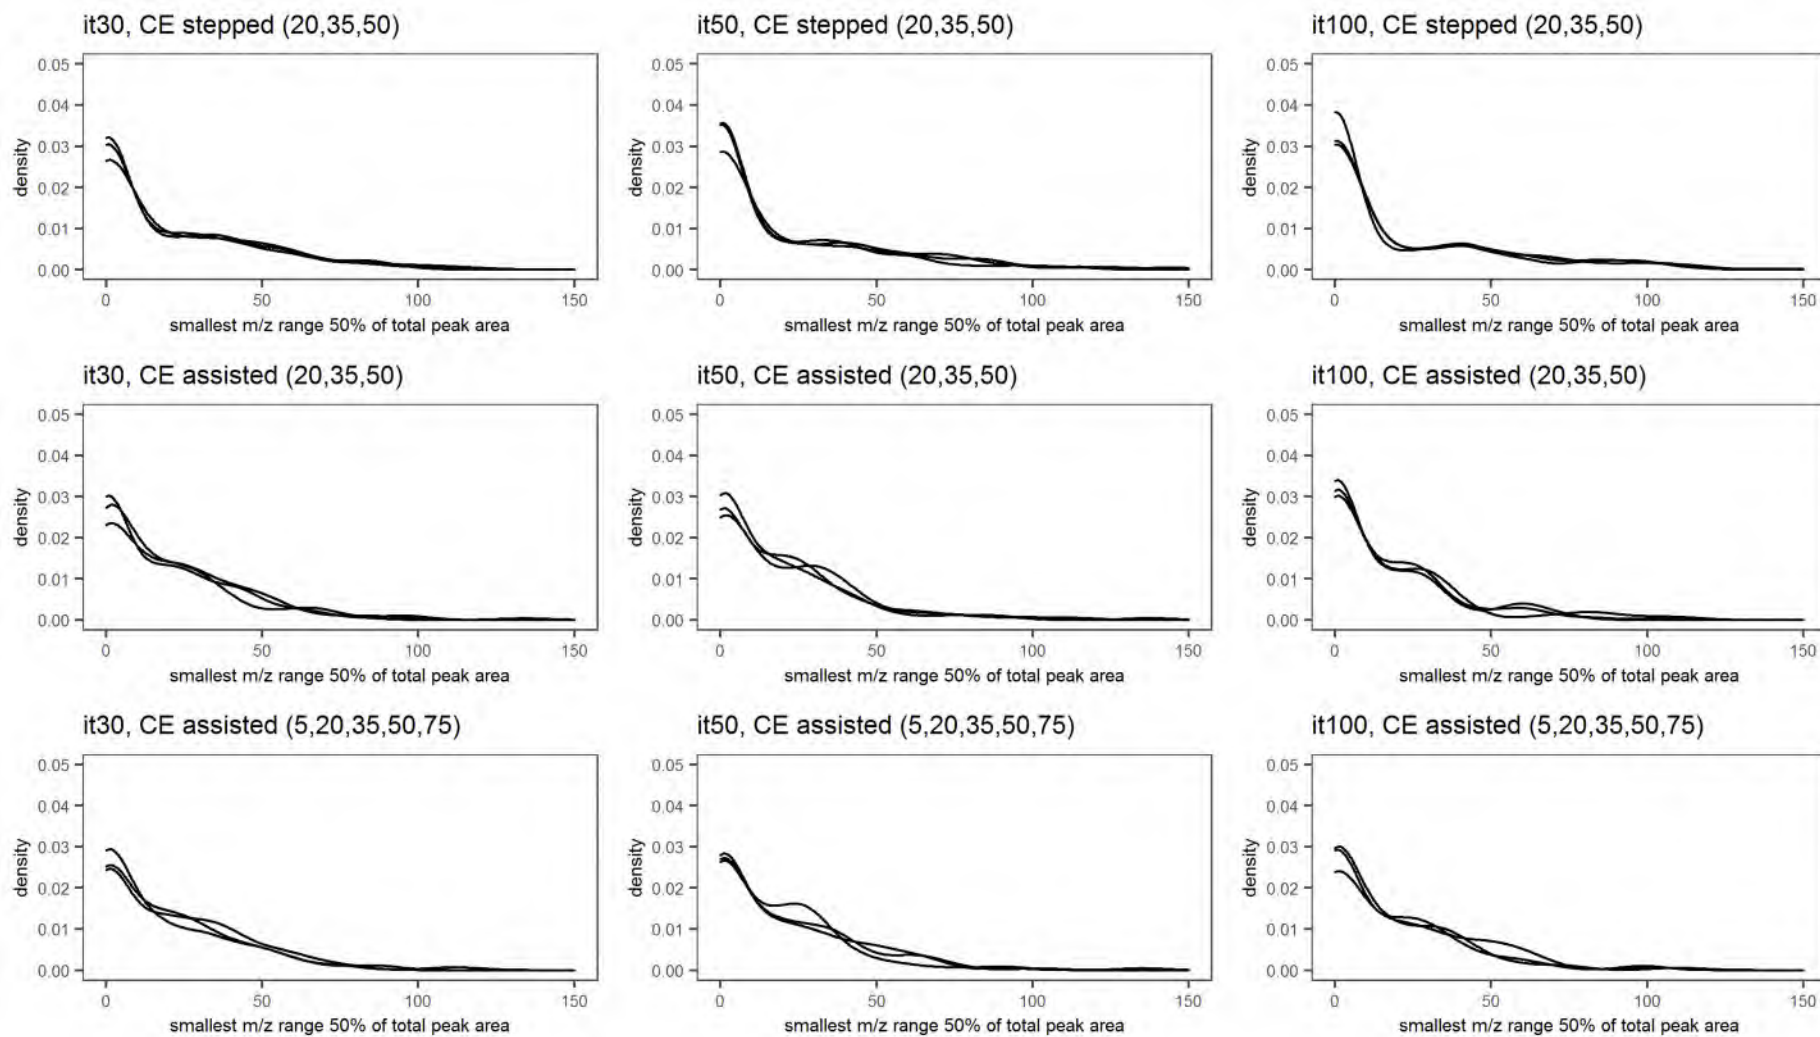 it30, CE stepped (20,35,50)
0.05
0.04
0.03
0.02
0.01
0.00
density
0 50 100 150
smallest m/z range 50% of total peak area
it50, CE stepped (20,35,50)
0.05
0.04
0.03
0.02
0.01
0.00
density
0 50 100 150
smallest m/z range 50% of total peak area
it100, CE stepped (20,35,50)
0.05
0.04
0.03
0.02
0.01
0.00
density
0 50 100 150
smallest m/z range 50% of total peak area
it30, CE assisted (20,35,50)
0.05
0.04
0.03
0.02
0.01
0.00
density
0 50 100 150
smallest m/z range 50% of total peak area
it50, CE assisted (20,35,50)
0.05
0.04
0.03
0.02
0.01
0.00
density
0 50 100 150
smallest m/z range 50% of total peak area
it100, CE assisted (20,35,50)
0.05
0.04
0.03
0.02
0.01
0.00
density
0 50 100 150
smallest m/z range 50% of total peak area
it30, CE assisted (5,20,35,50,75)
0.05
0.04
0.03
0.02
0.01
0.00
density
0 50 100 150
smallest m/z range 50% of total peak area
it50, CE assisted (5,20,35,50,75)
0.05
0.04
0.03
0.02
0.01
0.00
density
0 50 100 150
smallest m/z range 50% of total peak area
it100, CE assisted (5,20,35,50,75)
0.05
0.04
0.03
0.02
0.01
0.00
density
0 50 100 150
smallest m/z range 50% of total peak area